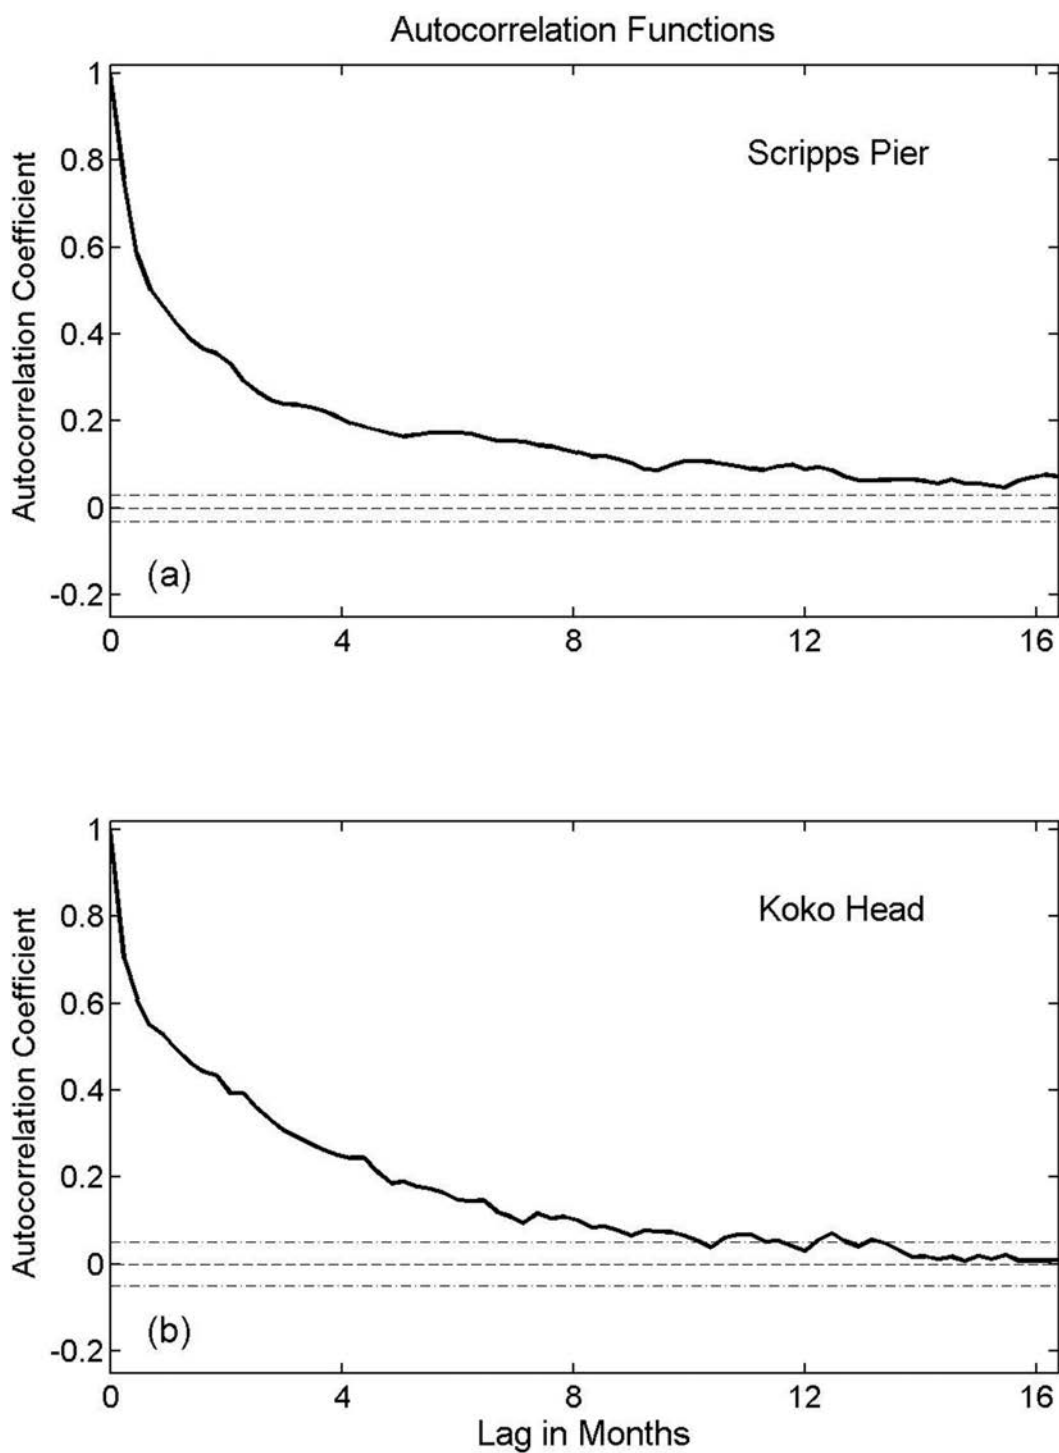 Autocorrelation Functions
Autocorrelation Coefficient
1
0.8
0.6
0.4
0.2
0
-0.2
Scripps Pier
(a)
0 4 8 12 16
Autocorrelation Coefficient
1
0.8
0.6
0.4
0.2
0
-0.2
Koko Head
(b)
0 4 8 12 16
Lag in Months